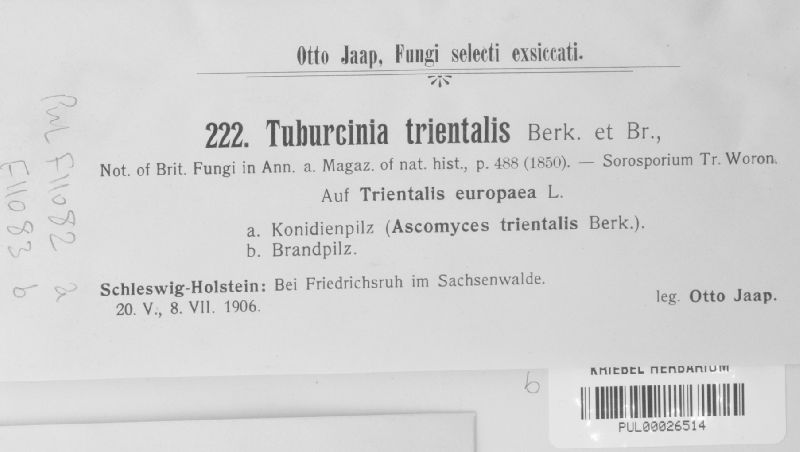 Otto Jaap, Fungi selecti exsiccati.
222. Tuburcinia trientalis Berk. et Br.,
Not. of Brit. Fungi in Ann. a. Magaz. of nat. hist., p. 488 (1850). — Sorosporium Tr. Woron.
Auf Trientalis europaea L.
a. Konidienpilz (Ascomyces trientalis Berk.).
b. Brandpilz.
Schleswig-Holstein: Bei Friedrichsruh im Sachsenwalde.
20. V., 8. VII. 1906.
leg. Otto Jaap.
PUL F11082 a
F11083 b
KRIEBEL HERBARIUM
PUL00026514